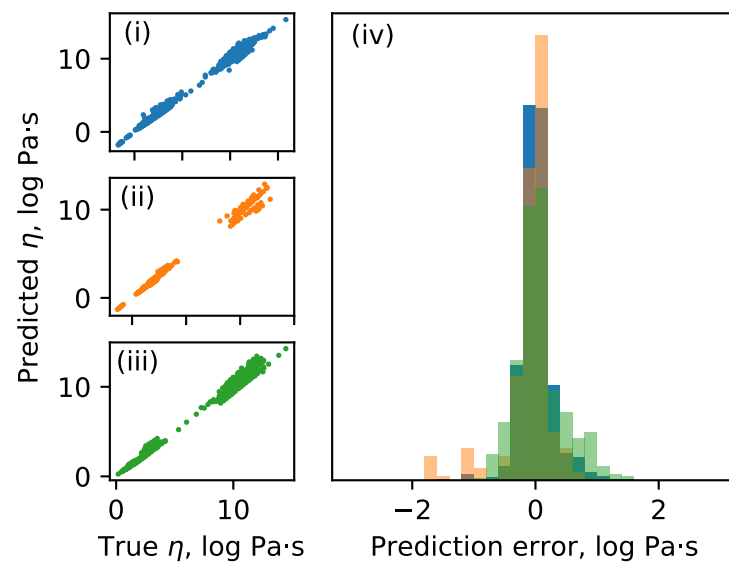 (i)
10
0
(ii)
10
0
(iii)
10
0
0
10
Predicted η, log Pa·s
True η, log Pa·s
(iv)
−2
0
2
Prediction error, log Pa·s